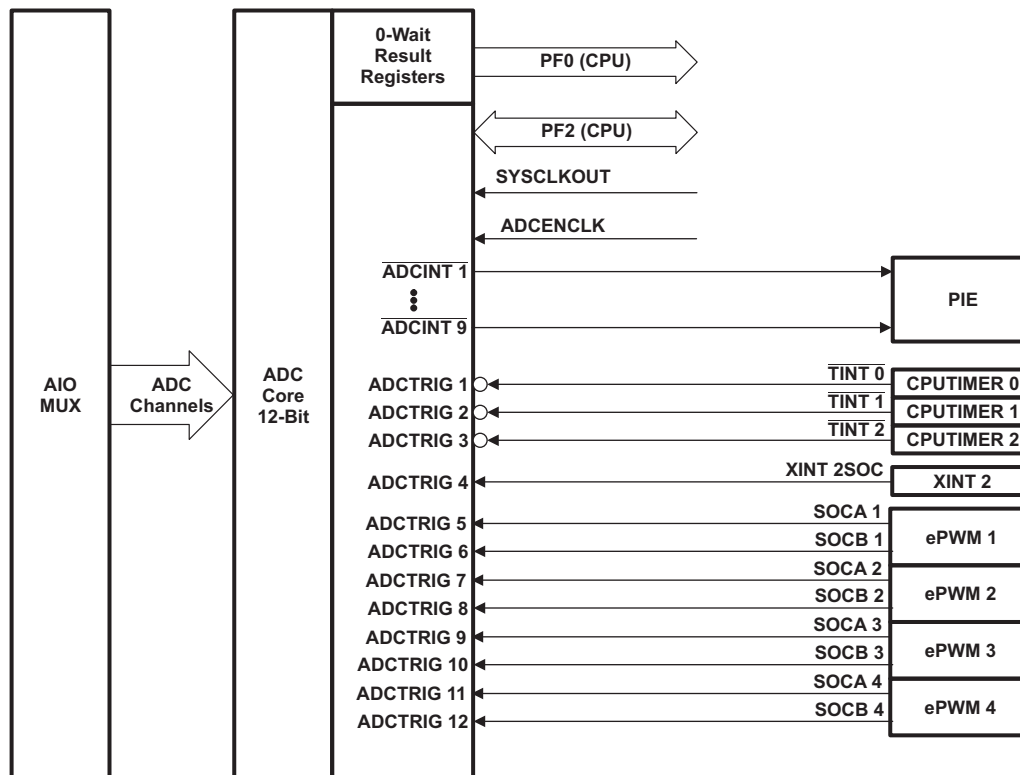 0-Wait
Result
Registers
PF0 (CPU)
PF2 (CPU)
SYSCLKOUT
ADCENCLK
ADCINT 1
PIE
ADCINT 9
AIO
MUX
ADC
Channels
ADC
Core
12-Bit
ADCTRIG 1
TINT 0
CPUTIMER 0
ADCTRIG 2
TINT 1
CPUTIMER 1
ADCTRIG 3
TINT 2
CPUTIMER 2
ADCTRIG 4
XINT 2SOC
XINT 2
ADCTRIG 5
SOCA 1
ePWM 1
ADCTRIG 6
SOCB 1
ADCTRIG 7
SOCA 2
ePWM 2
ADCTRIG 8
SOCB 2
ADCTRIG 9
SOCA 3
ePWM 3
ADCTRIG 10
SOCB 3
ADCTRIG 11
SOCA 4
ePWM 4
ADCTRIG 12
SOCB 4